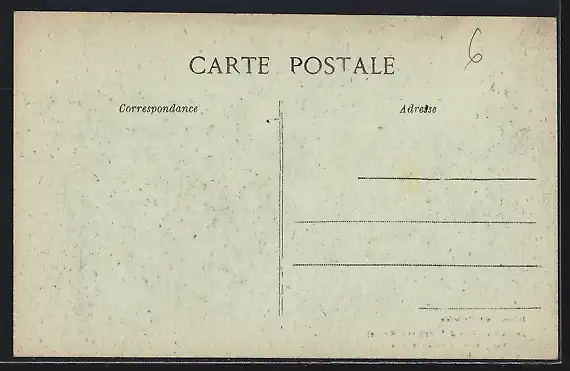 6
CARTE POSTALE
Correspondance
Adresse